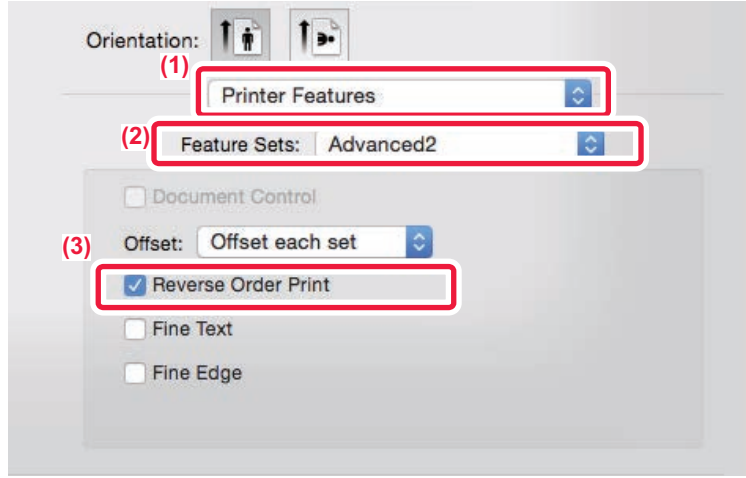 Orientation:
(1)
Printer Features
(2)
Feature Sets: Advanced2
Document Control
(3)
Offset: Offset each set
Reverse Order Print
Fine Text
Fine Edge